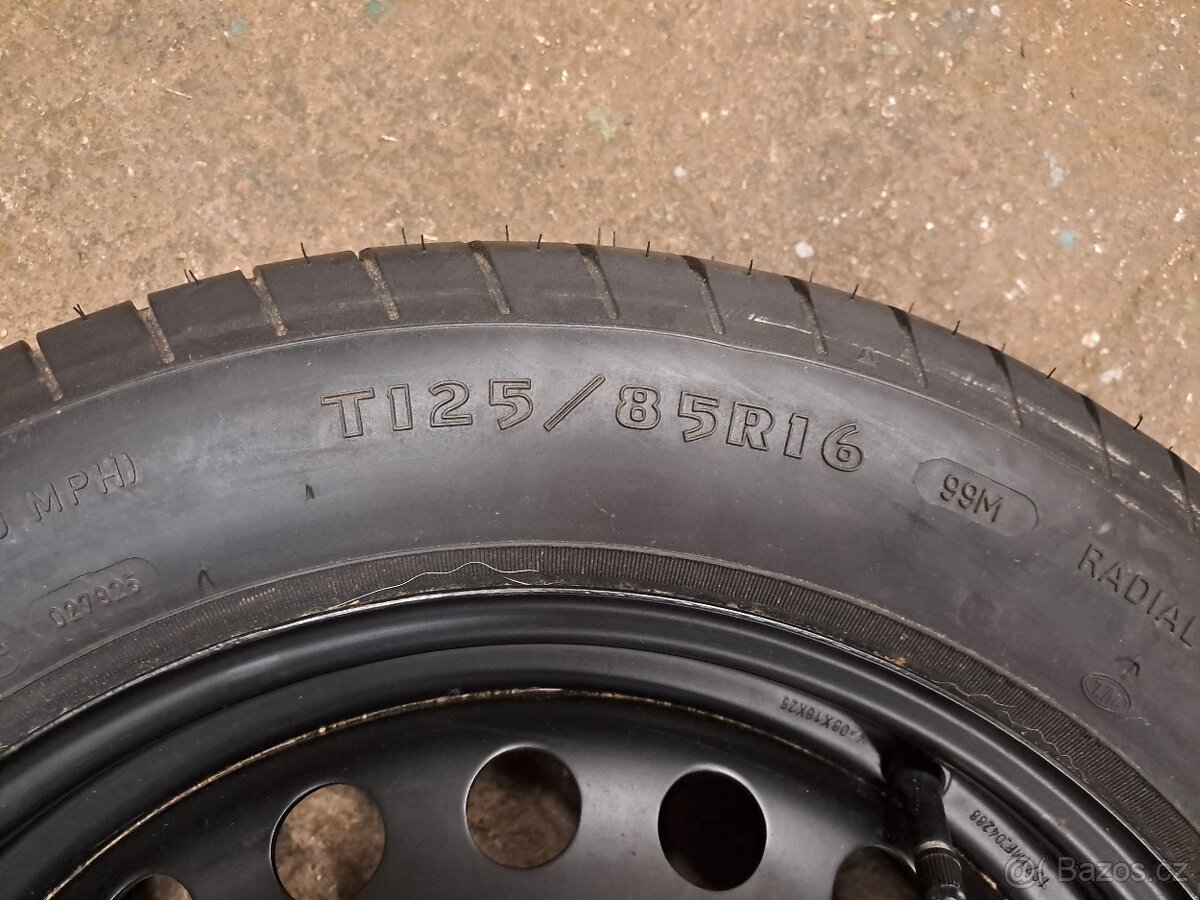 T125/85R16
99M
MPH)
027925
RADIAL
Bazos.cz